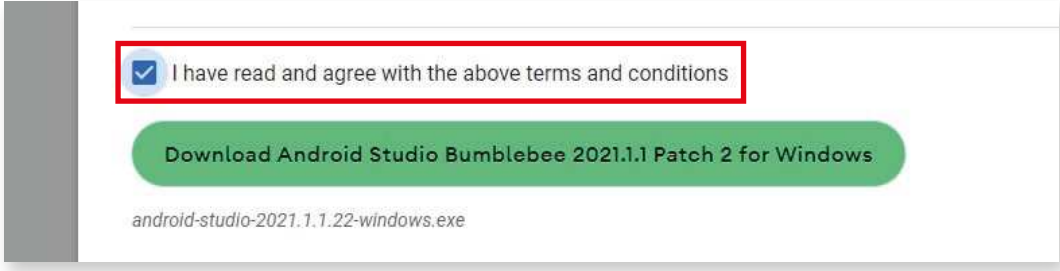 I have read and agree with the above terms and conditions
Download Android Studio Bumblebee 2021.1.1 Patch 2 for Windows
android-studio-2021.1.1.22-windows.exe